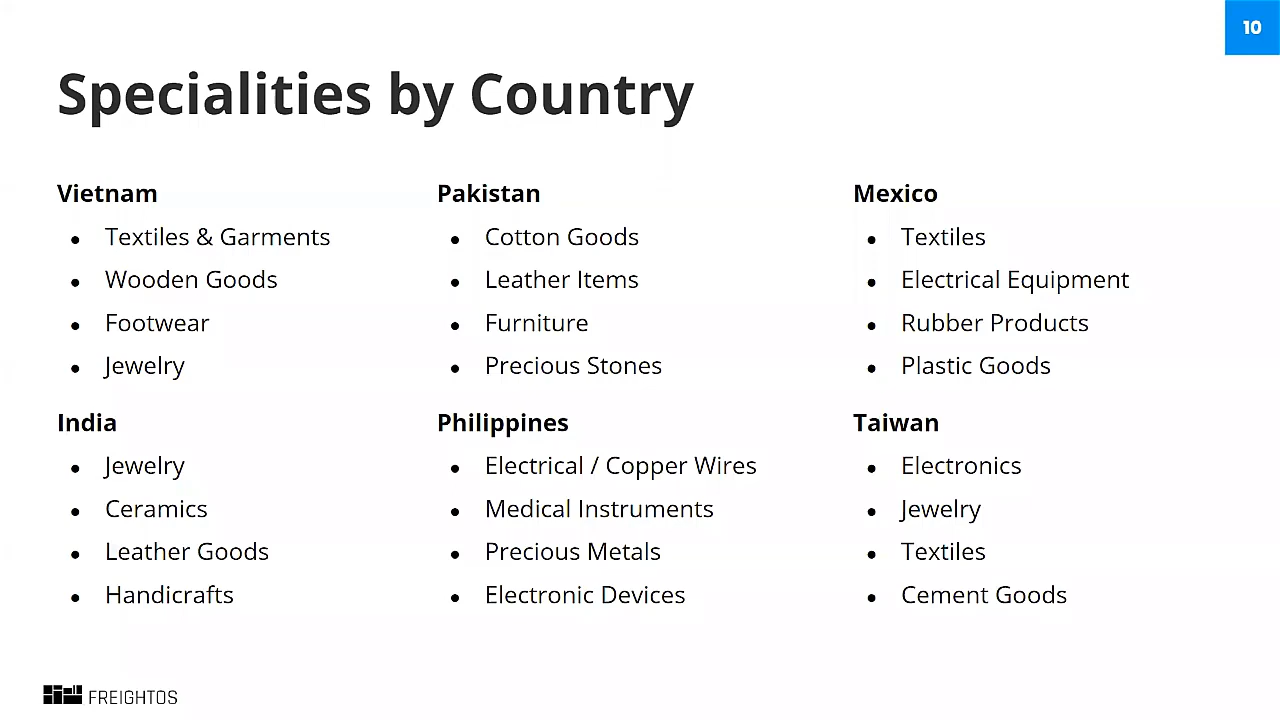 10
Specialities by Country
Vietnam
● Textiles & Garments
● Wooden Goods
● Footwear
● Jewelry
India
● Jewelry
● Ceramics
● Leather Goods
● Handicrafts
Pakistan
● Cotton Goods
● Leather Items
● Furniture
● Precious Stones
Philippines
● Electrical / Copper Wires
● Medical Instruments
● Precious Metals
● Electronic Devices
Mexico
● Textiles
● Electrical Equipment
● Rubber Products
● Plastic Goods
Taiwan
● Electronics
● Jewelry
● Textiles
● Cement Goods
FREIGHTOS